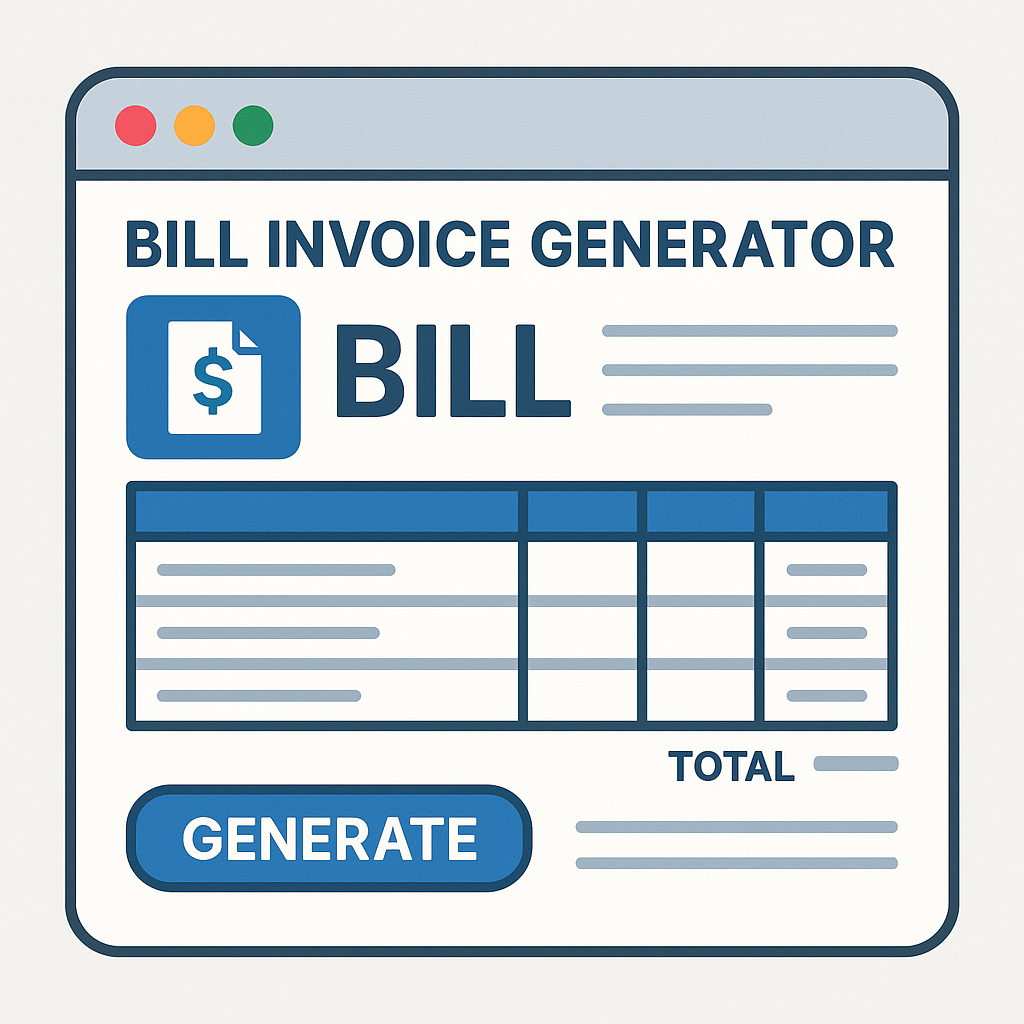 BILL INVOICE GENERATOR
$
BILL
TOTAL
GENERATE